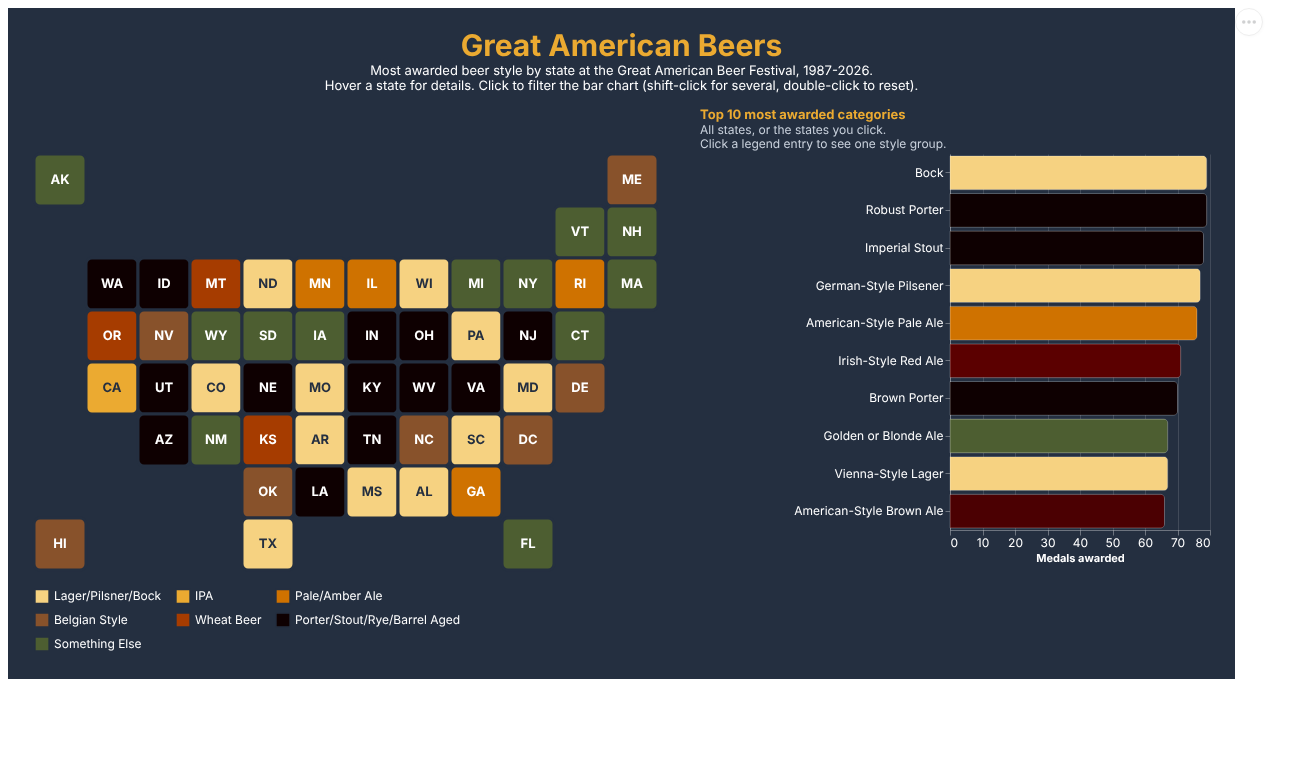 Great American Beers
Most awarded beer style by state at the Great American Beer Festival, 1987-2026.
Hover a state for details. Click to filter the bar chart (shift-click for several, double-click to reset).
AK ME
VT NH
WA ID MT ND MN IL WI MI NY RI MA
OR NV WY SD IA IN OH PA NJ CT
CA UT CO NE MO KY WV VA MD DE
AZ NM KS AR TN NC SC DC
OK LA MS AL GA
HI TX FL
Lager/Pilsner/Bock IPA Pale/Amber Ale
Belgian Style Wheat Beer Porter/Stout/Rye/Barrel Aged
Something Else
Top 10 most awarded categories
All states, or the states you click.
Click a legend entry to see one style group.
Bock
Robust Porter
Imperial Stout
German-Style Pilsener
American-Style Pale Ale
Irish-Style Red Ale
Brown Porter
Golden or Blonde Ale
Vienna-Style Lager
American-Style Brown Ale
0 10 20 30 40 50 60 70 80
Medals awarded